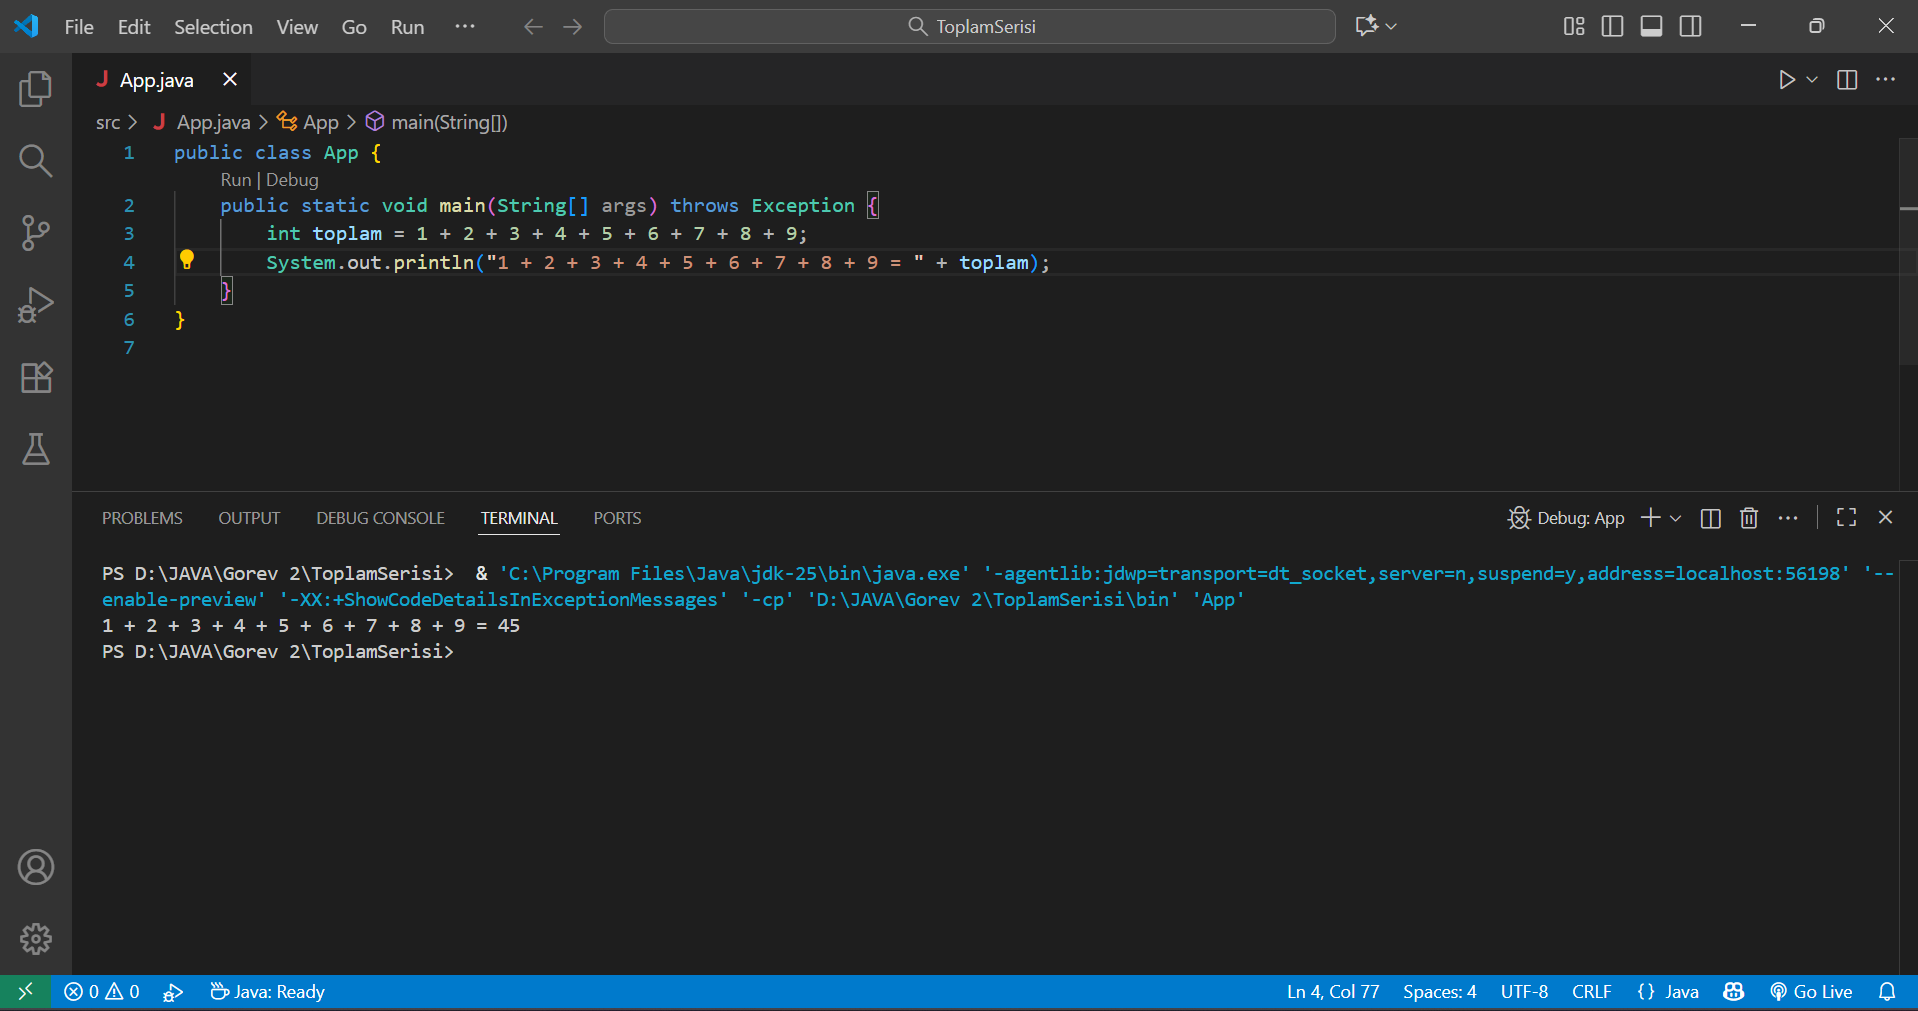 File Edit Selection View Go Run ··· ToplamSerisi
App.java
src > App.java > App > main(String[])
1 public class App {
Run | Debug
2 public static void main(String[] args) throws Exception {
3 int toplam = 1 + 2 + 3 + 4 + 5 + 6 + 7 + 8 + 9;
4 System.out.println("1 + 2 + 3 + 4 + 5 + 6 + 7 + 8 + 9 = " + toplam);
5 }
6 }
7
PROBLEMS OUTPUT DEBUG CONSOLE TERMINAL PORTS Debug: App
PS D:\JAVA\Gorev 2\ToplamSerisi> & 'C:\Program Files\Java\jdk-25\bin\java.exe' '-agentlib:jdwp=transport=dt_socket,server=n,suspend=y,address=localhost:56198' '--
enable-preview' '-XX:+ShowCodeDetailsInExceptionMessages' '-cp' 'D:\JAVA\Gorev 2\ToplamSerisi\bin' 'App'
1 + 2 + 3 + 4 + 5 + 6 + 7 + 8 + 9 = 45
PS D:\JAVA\Gorev 2\ToplamSerisi>
0 0 Java: Ready Ln 4, Col 77 Spaces: 4 UTF-8 CRLF {} Java Go Live